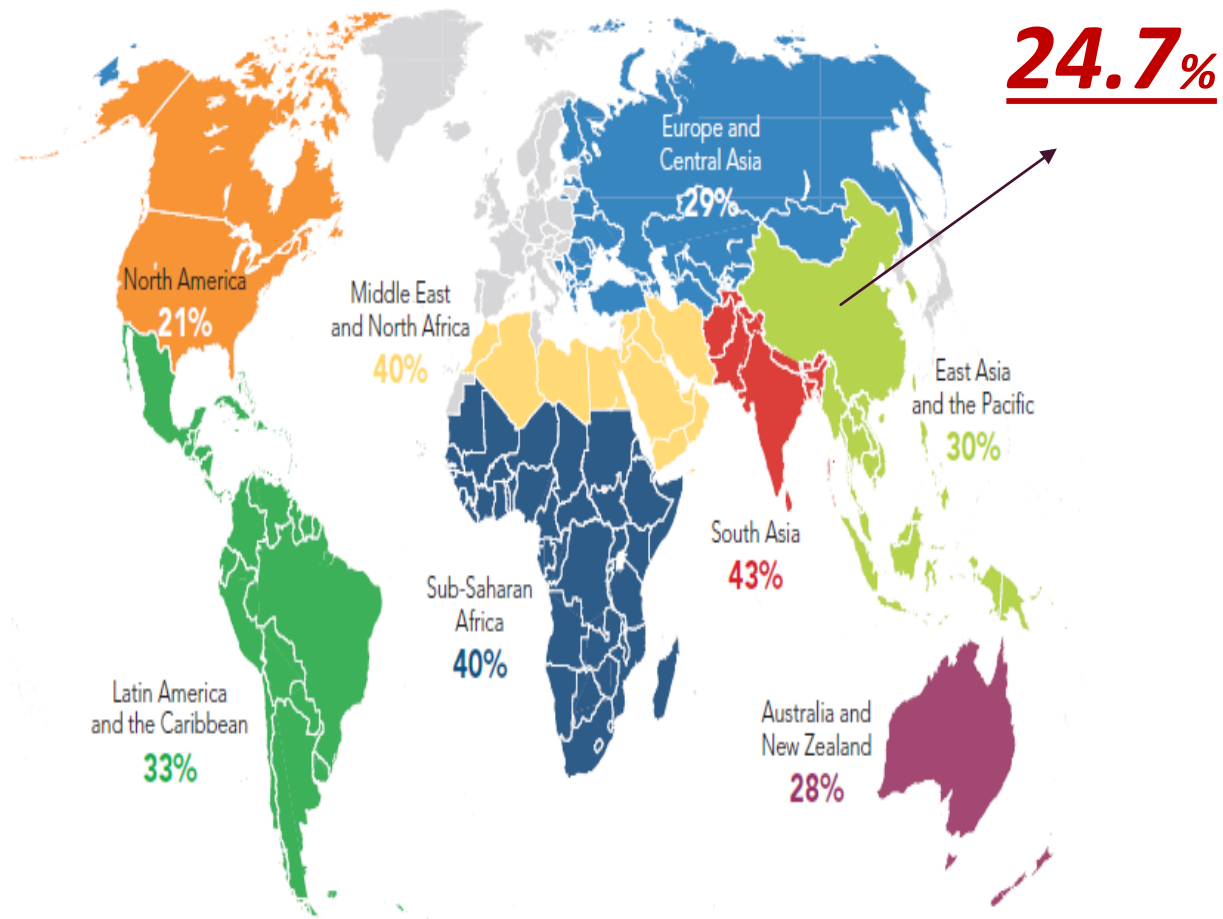 24.7%
Europe and
Central Asia
29%
North America
21%
Middle East
and North Africa
40%
East Asia
and the Pacific
30%
South Asia
43%
Sub-Saharan
Africa
40%
Latin America
and the Caribbean
33%
Australia and
New Zealand
28%